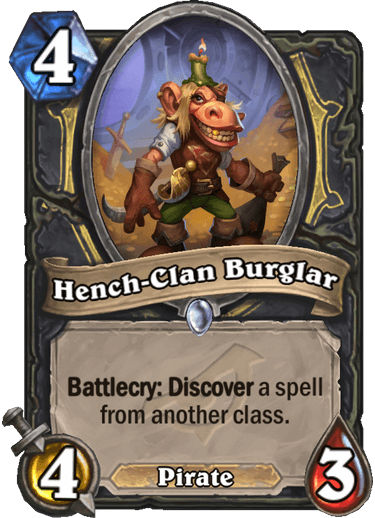 4
Hench-Clan Burglar
Battlecry: Discover a spell
from another class.
4
Pirate
3